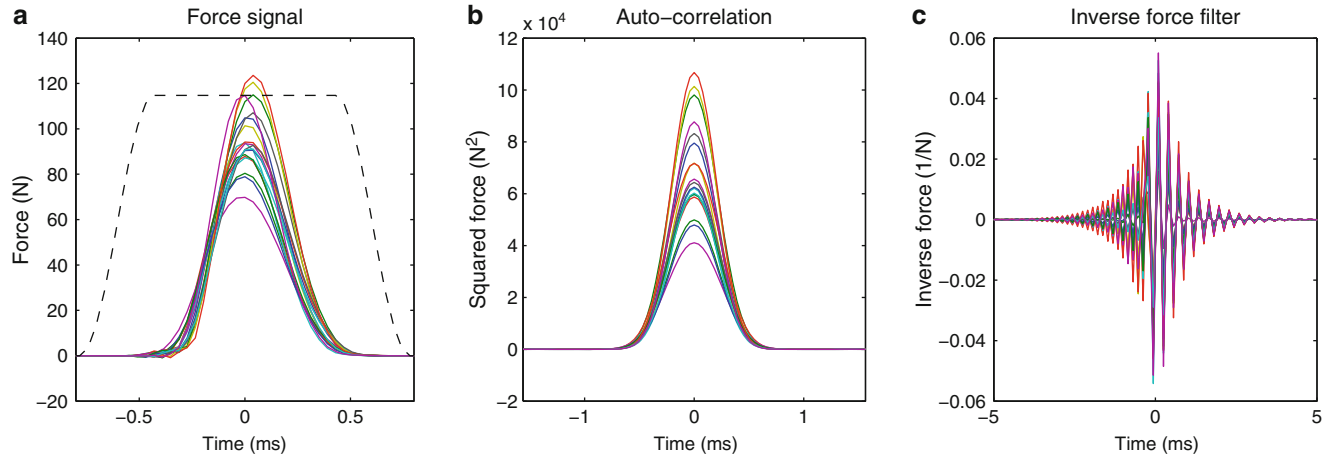 a
Force signal
140
120
100
80
60
40
20
0
−20
Force (N)
−0.5
0
0.5
Time (ms)
b
Auto−correlation
x 10⁴
12
10
8
6
4
2
0
−2
Squared force (N²)
−1
0
1
Time (ms)
c
Inverse force filter
0.06
0.04
0.02
0
−0.02
−0.04
−0.06
Inverse force (1/N)
−5
0
5
Time (ms)